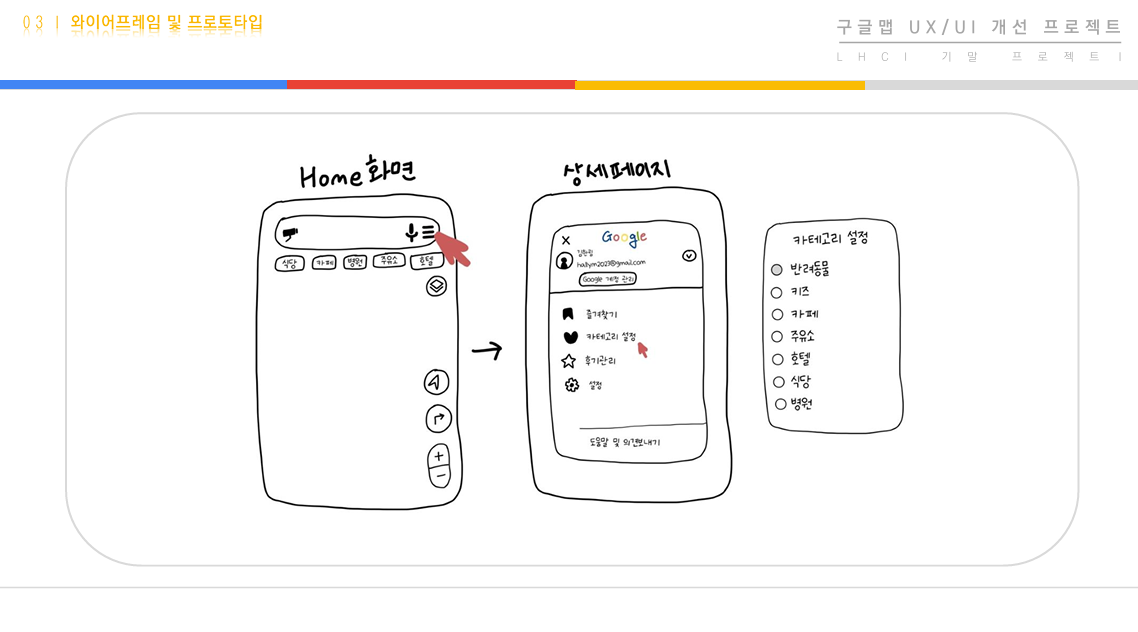 03 | 와이어프레임 및 프로토타입
구글맵 UX/UI 개선 프로젝트
LHCI 기말 프로젝트 |
Home화면
식당 카페 병원 주유소 호텔
상세페이지
Google
김한림
hallym2023@gmail.com
Google 계정 관리
즐겨찾기
카테고리 설정
후기관리
설정
도움말 및 의견보내기
카테고리 설정
반려동물
키즈
카페
주유소
호텔
식당
병원